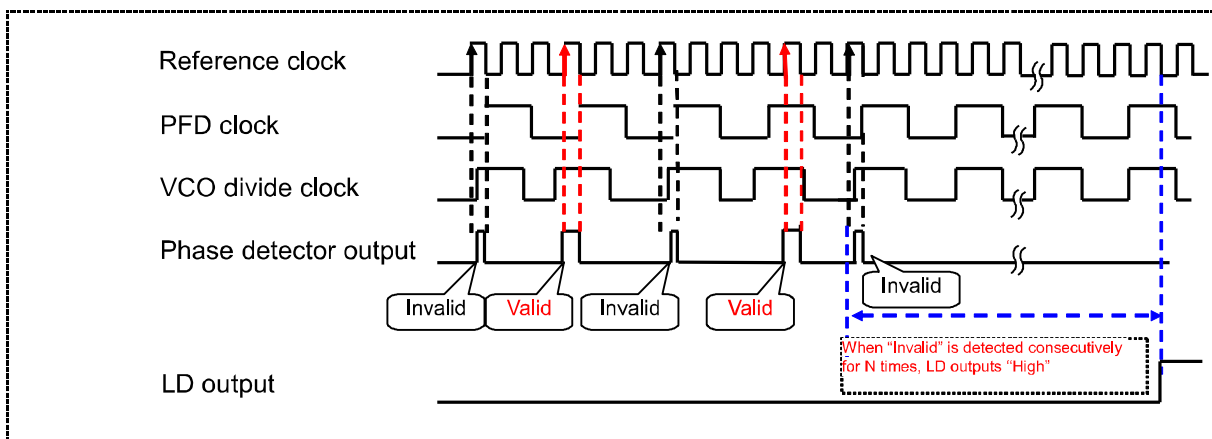 Reference clock
PFD clock
VCO divide clock
Phase detector output
Invalid
Valid
Invalid
Valid
Invalid
When “Invalid” is detected consecutively
for N times, LD outputs “High”
LD output